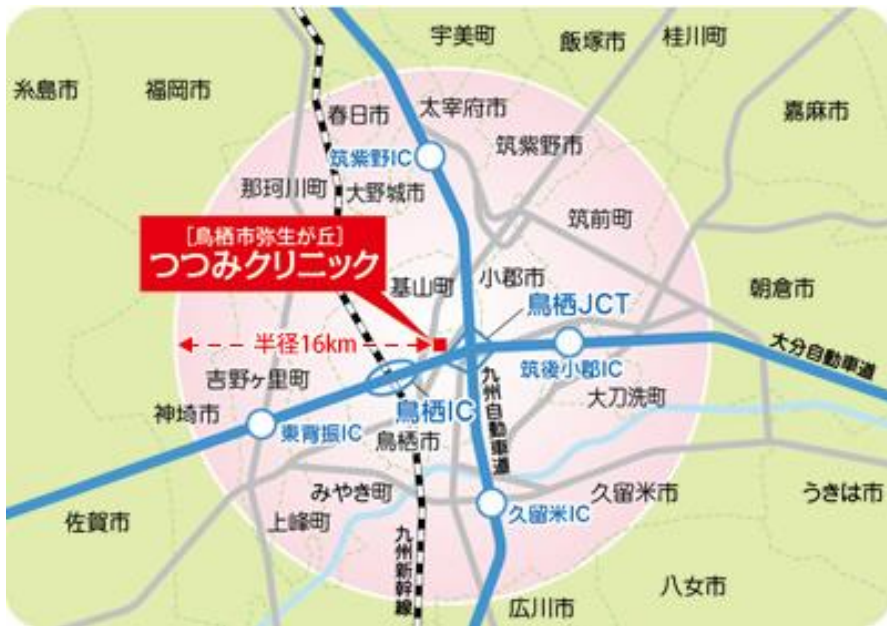 宇美町
飯塚市
桂川町
糸島市
福岡市
春日市
太宰府市
嘉麻市
筑紫野市
筑紫野IC
那珂川町
大野城市
筑前町
[鳥栖市弥生が丘]
つつみクリニック
基山町
小郡市
朝倉市
鳥栖JCT
半径16km
大分自動車道
筑後小郡IC
吉野ヶ里町
九州自動車道
大刀洗町
神埼市
鳥栖IC
東脊振IC
鳥栖市
みやき町
久留米市
うきは市
佐賀市
上峰町
久留米IC
九州新幹線
八女市
広川市